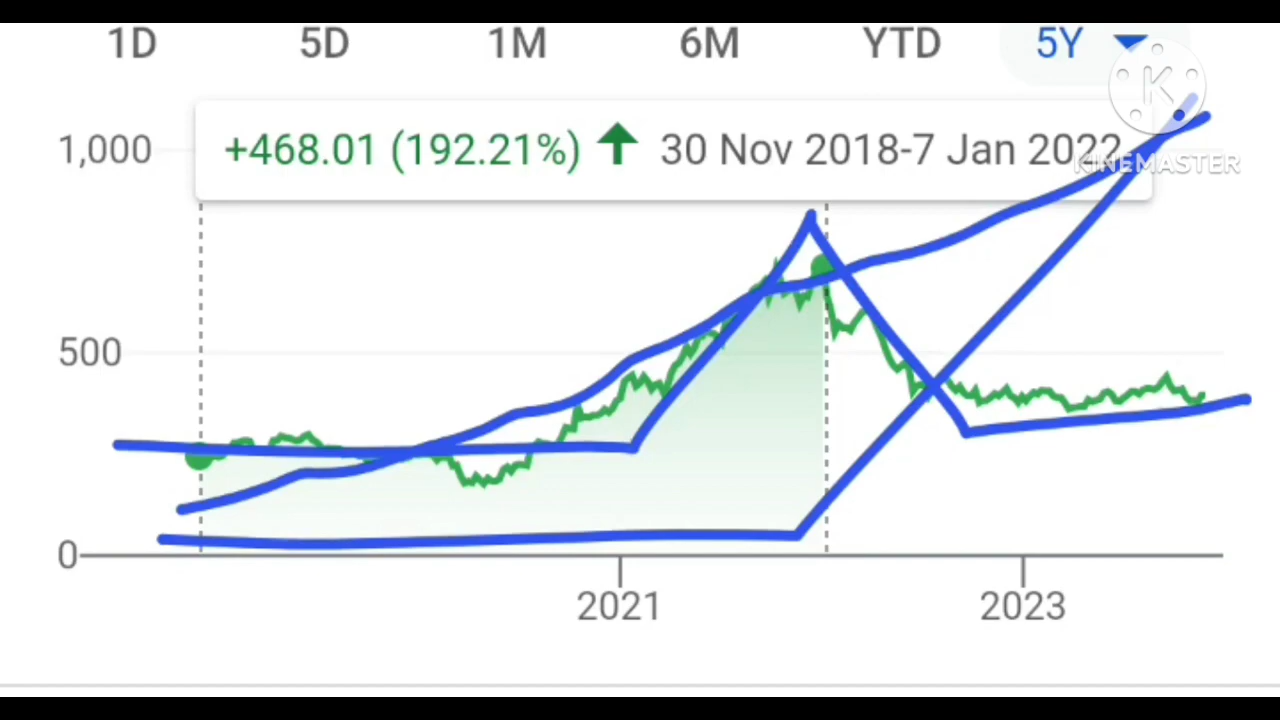 1D 5D 1M 6M YTD 5Y
K
1,000
+468.01 (192.21%) 30 Nov 2018-7 Jan 2022
KINEMASTER
500
0
2021 2023